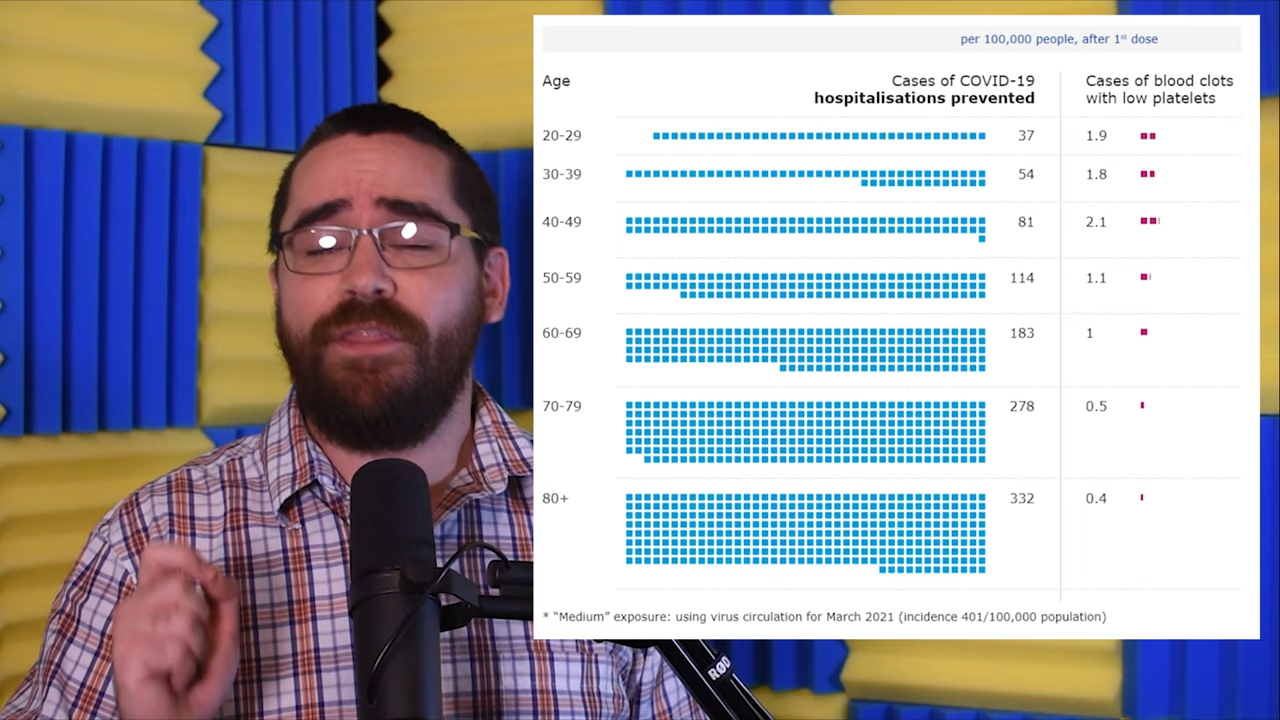 per 100,000 people, after 1st dose
Age
Cases of COVID-19
hospitalisations prevented
Cases of blood clots
with low platelets
20-29 37 1.9
30-39 54 1.8
40-49 81 2.1
50-59 114 1.1
60-69 183 1
70-79 278 0.5
80+ 332 0.4
* “Medium” exposure: using virus circulation for March 2021 (incidence 401/100,000 population)
RØD